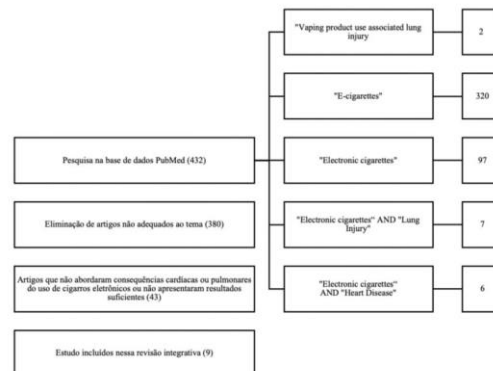 "Vaping product use associated lung
injury
2
"E-cigarettes"
320
Pesquisa na base de dados PubMed (432)
"Electronic cigarettes"
97
Eliminação de artigos não adequados ao tema (380)
"Electronic cigarettes" AND "Lung
Injury"
7
Artigos que não abordaram consequências cardíacas ou pulmonares
do uso de cigarros eletrônicos ou não apresentaram resultados
suficientes (43)
"Electronic cigarettes"
AND "Heart Disease"
6
Estudo incluídos nessa revisão integrativa (9)